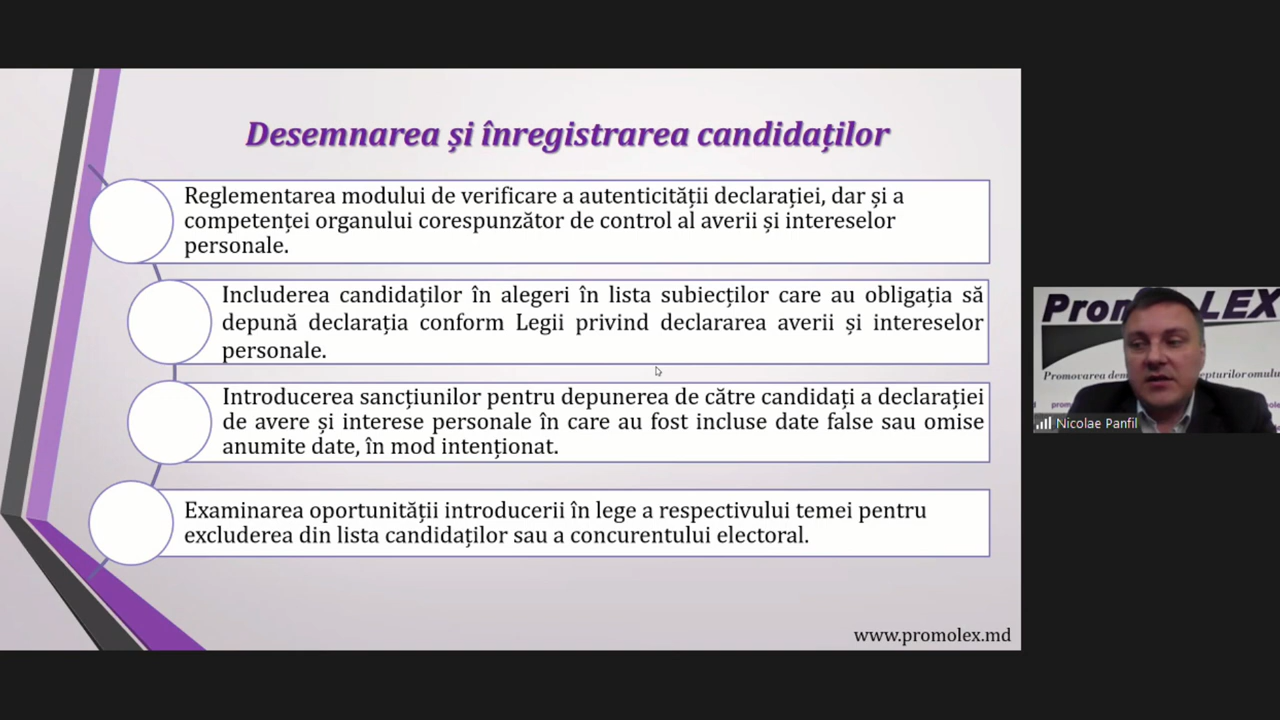 Desemnarea și înregistrarea candidaților
Reglementarea modului de verificare a autenticității declarației, dar și a
competenței organului corespunzător de control al averii și intereselor
personale.
Includerea candidaților în alegeri în lista subiecților care au obligația să
depună declarația conform Legii privind declararea averii și intereselor
personale.
Introducerea sancțiunilor pentru depunerea de către candidați a declarației
de avere și interese personale în care au fost incluse date false sau omise
anumite date, în mod intenționat.
Examinarea oportunității introducerii în lege a respectivului temei pentru
excluderea din lista candidaților sau a concurentului electoral.
www.promolex.md
Promovarea
Nicolae Panfil